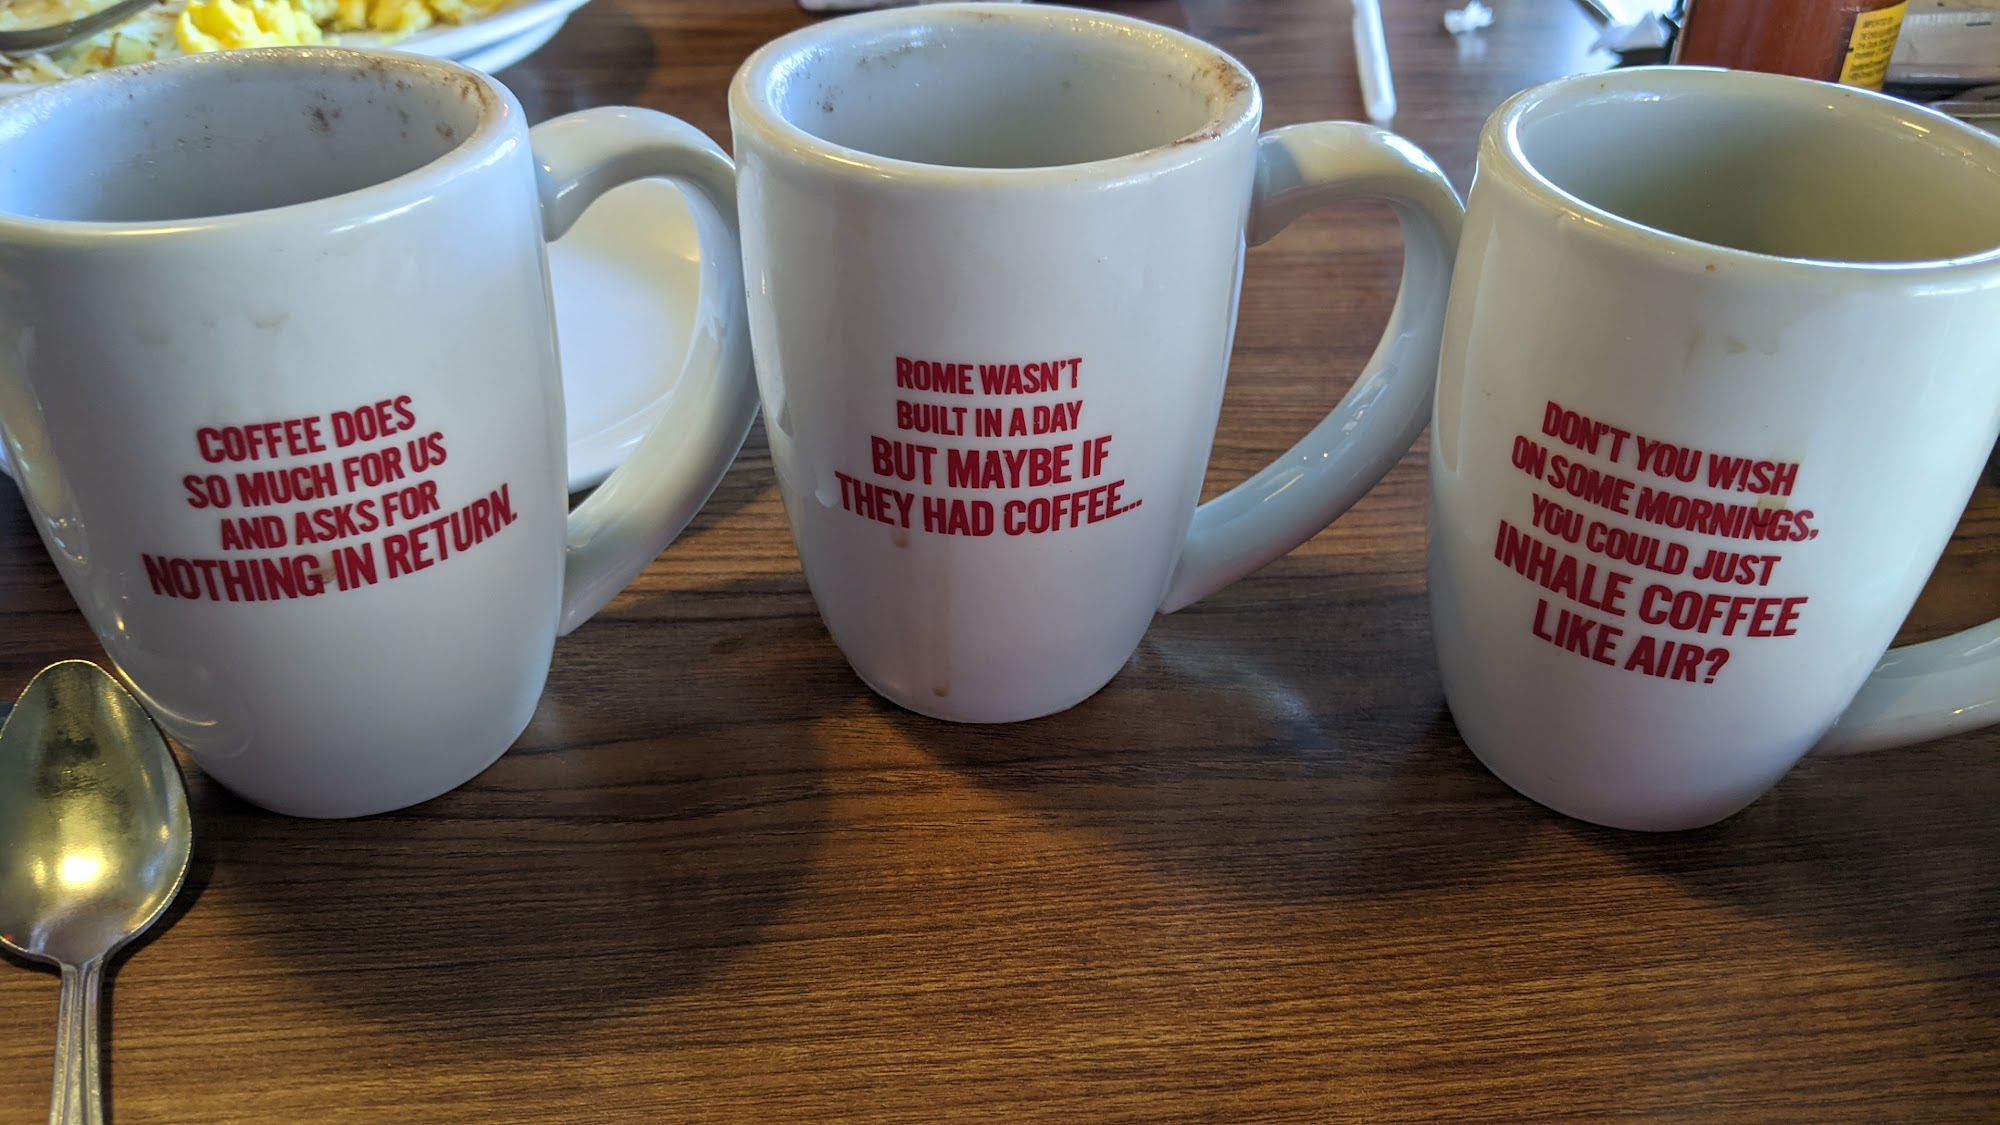 COFFEE DOES
SO MUCH FOR US
AND ASKS FOR
NOTHING IN RETURN.
ROME WASN'T
BUILT IN A DAY
BUT MAYBE IF
THEY HAD COFFEE...
DON'T YOU WISH
ON SOME MORNINGS,
YOU COULD JUST
INHALE COFFEE
LIKE AIR?